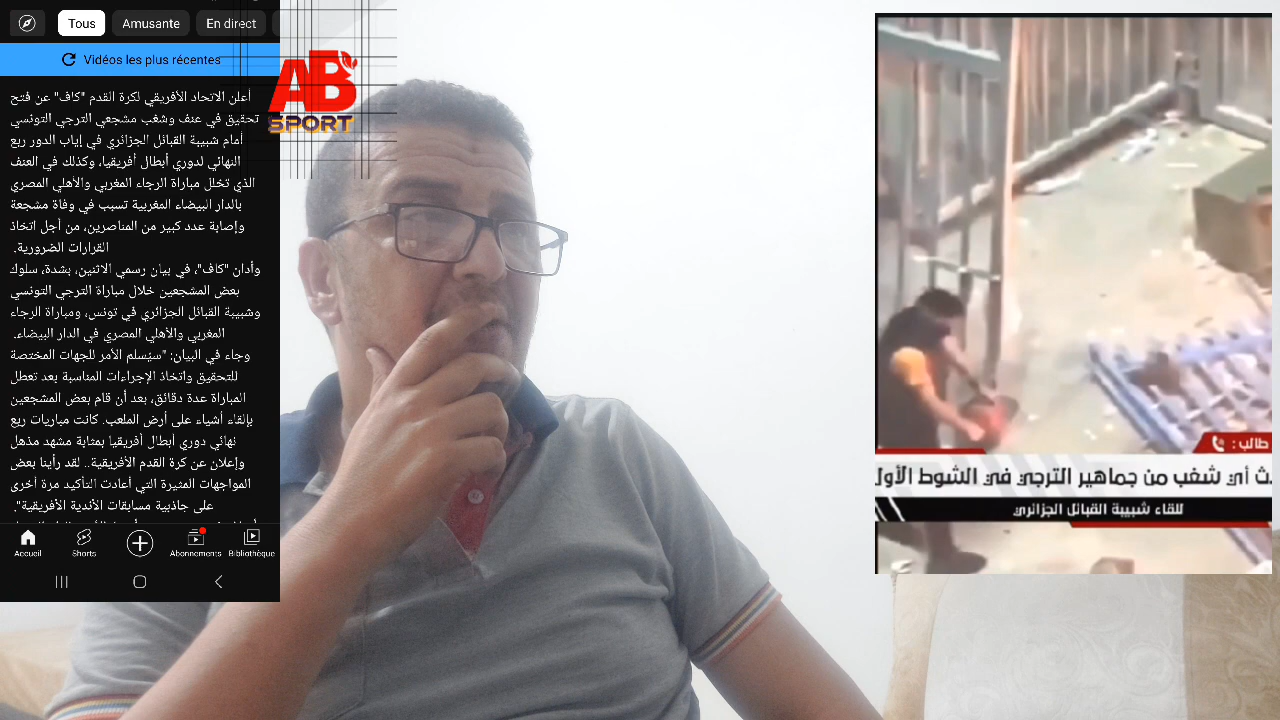 Tous
Amusante
En direct
Vidéos les plus récentes
AB
SPORT
أعلن الاتحاد الأفريقي لكرة القدم "كاف" عن فتح
تحقيق في عنف وشغب مشجعي الترجي التونسي
أمام شبيبة القبائل الجزائري في إياب الدور ربع
النهائي لدوري أبطال أفريقيا، وكذلك في العنف
الذي تخلل مباراة الرجاء المغربي والأهلي المصري
بالدار البيضاء المغربية تسبب في وفاة مشجعة
وإصابة عدد كبير من المناصرين، من أجل اتخاذ
القرارات الضرورية.
وأدان "كاف"، في بيان رسمي الاثنين، بشدة، سلوك
بعض المشجعين خلال مباراة الترجي التونسي
وشبيبة القبائل الجزائري في تونس، ومباراة الرجاء
المغربي والأهلي المصري في الدار البيضاء.
وجاء في البيان: "سيُسلم الأمر للجهات المختصة
للتحقيق واتخاذ الإجراءات المناسبة بعد تعطل
المباراة عدة دقائق، بعد أن قام بعض المشجعين
بإلقاء أشياء على أرض الملعب. كانت مباريات ربع
نهائي دوري أبطال أفريقيا بمثابة مشهد مذهل
وإعلان عن كرة القدم الأفريقية.. لقد رأينا بعض
المواجهات المثيرة التي أعادت التأكيد مرة أخرى
على جاذبية مسابقات الأندية الأفريقية".
Accueil
Shorts
Abonnements
Bibliothèque
طالب :
أي شغب من جماهير الترجي في الشوط الأول
للقاء شبيبة القبائل الجزائري